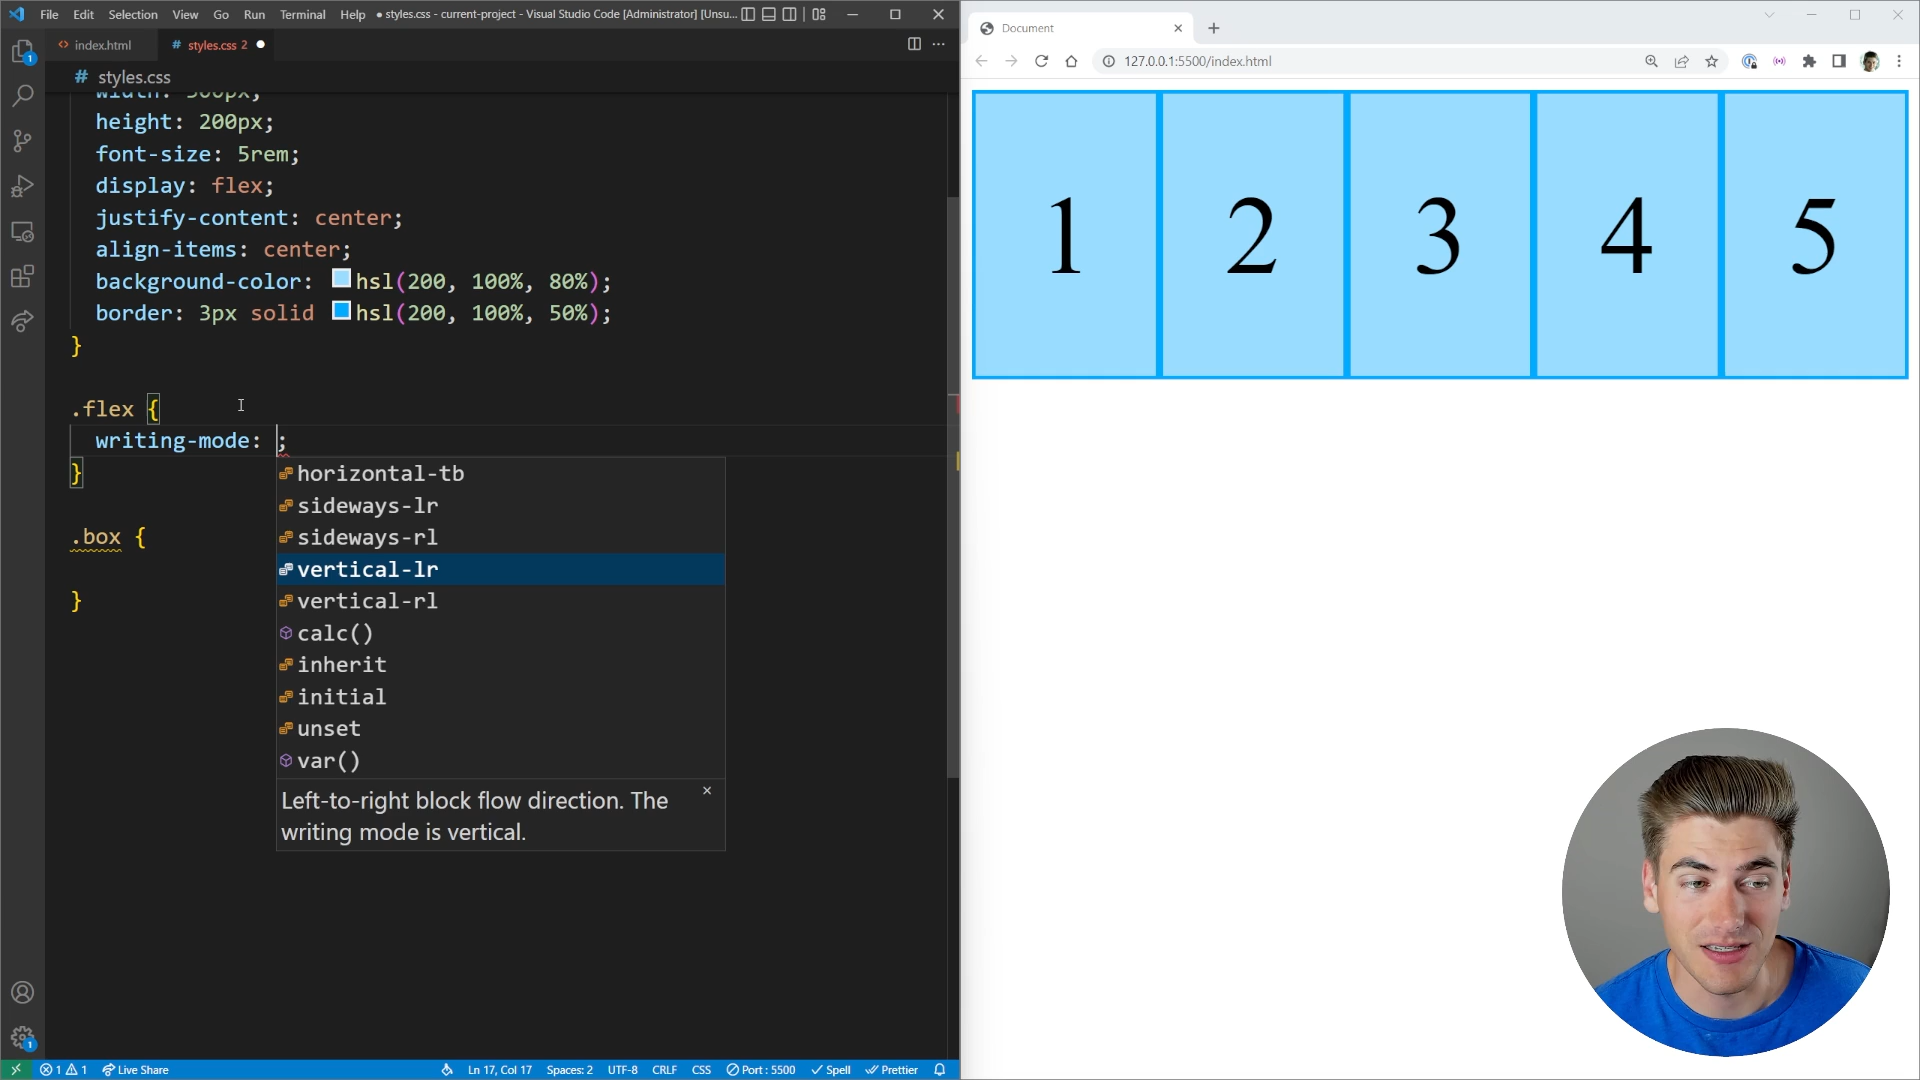 File Edit Selection View Go Run Terminal Help ● styles.css - current-project - Visual Studio Code [Administrator] [Unsu...
<> index.html # styles.css 2 ●
# styles.css
height: 200px;
font-size: 5rem;
display: flex;
justify-content: center;
align-items: center;
background-color: hsl(200, 100%, 80%);
border: 3px solid hsl(200, 100%, 50%);
}
.flex {
writing-mode: ;
}
.box {
}
horizontal-tb
sideways-lr
sideways-rl
vertical-lr
vertical-rl
calc()
inherit
initial
unset
var()
Left-to-right block flow direction. The
writing mode is vertical.
1
1
1 1 Live Share Ln 17, Col 17 Spaces: 2 UTF-8 CRLF CSS Port : 5500 Spell Prettier
Document
127.0.0.1:5500/index.html
1 2 3 4 5